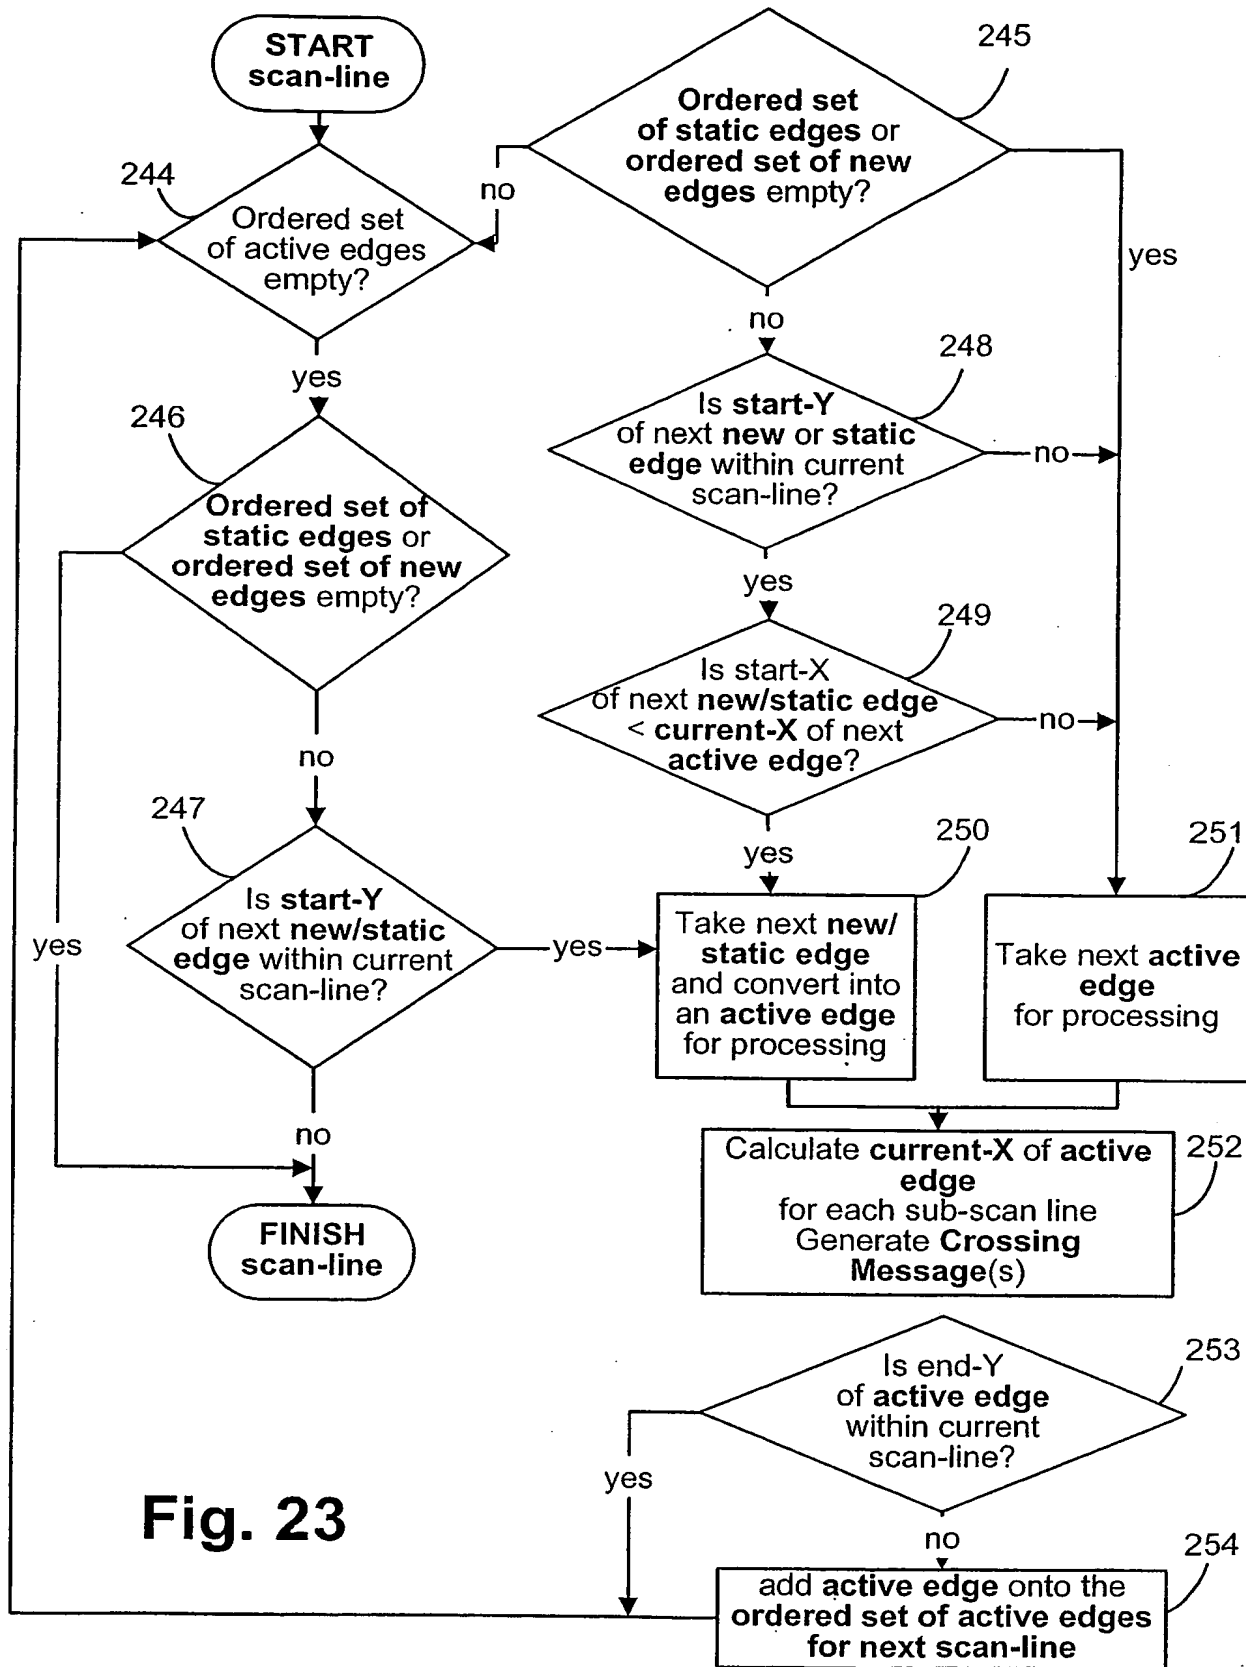 START
scan-line
245
Ordered set
of static edges or
ordered set of new
edges empty?
244
Ordered set
of active edges
empty?
no
yes
no
yes
248
Is start-Y
of next new or static
edge within current
scan-line?
no
246
Ordered set of
static edges or
ordered set of new
edges empty?
yes
249
Is start-X
of next new/static edge
< current-X of next
active edge?
no
no
247
Is start-Y
of next new/static
edge within current
scan-line?
yes
yes
yes
250
Take next new/
static edge
and convert into
an active edge
for processing
251
Take next active
edge
for processing
no
252
Calculate current-X of active
edge
for each sub-scan line
Generate Crossing
Message(s)
FINISH
scan-line
253
Is end-Y
of active edge
within current
scan-line?
yes
no
Fig. 23
254
add active edge onto the
ordered set of active edges
for next scan-line